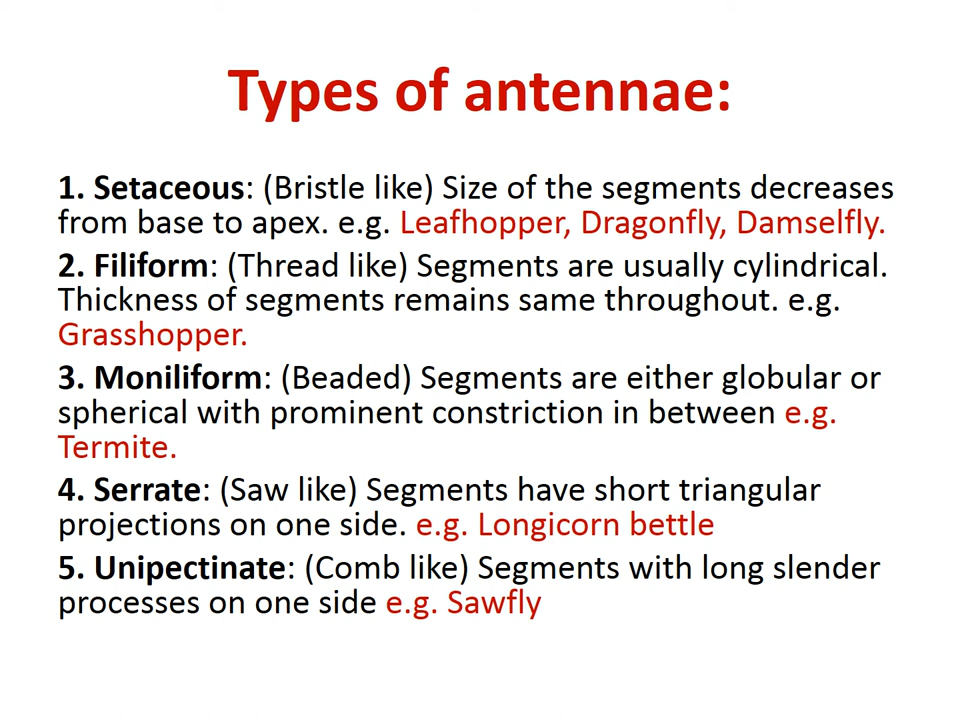 Types of antennae:
1. Setaceous: (Bristle like) Size of the segments decreases
from base to apex. e.g. Leafhopper, Dragonfly, Damselfly.
2. Filiform: (Thread like) Segments are usually cylindrical.
Thickness of segments remains same throughout. e.g.
Grasshopper.
3. Moniliform: (Beaded) Segments are either globular or
spherical with prominent constriction in between e.g.
Termite.
4. Serrate: (Saw like) Segments have short triangular
projections on one side. e.g. Longicorn bettle
5. Unipectinate: (Comb like) Segments with long slender
processes on one side e.g. Sawfly